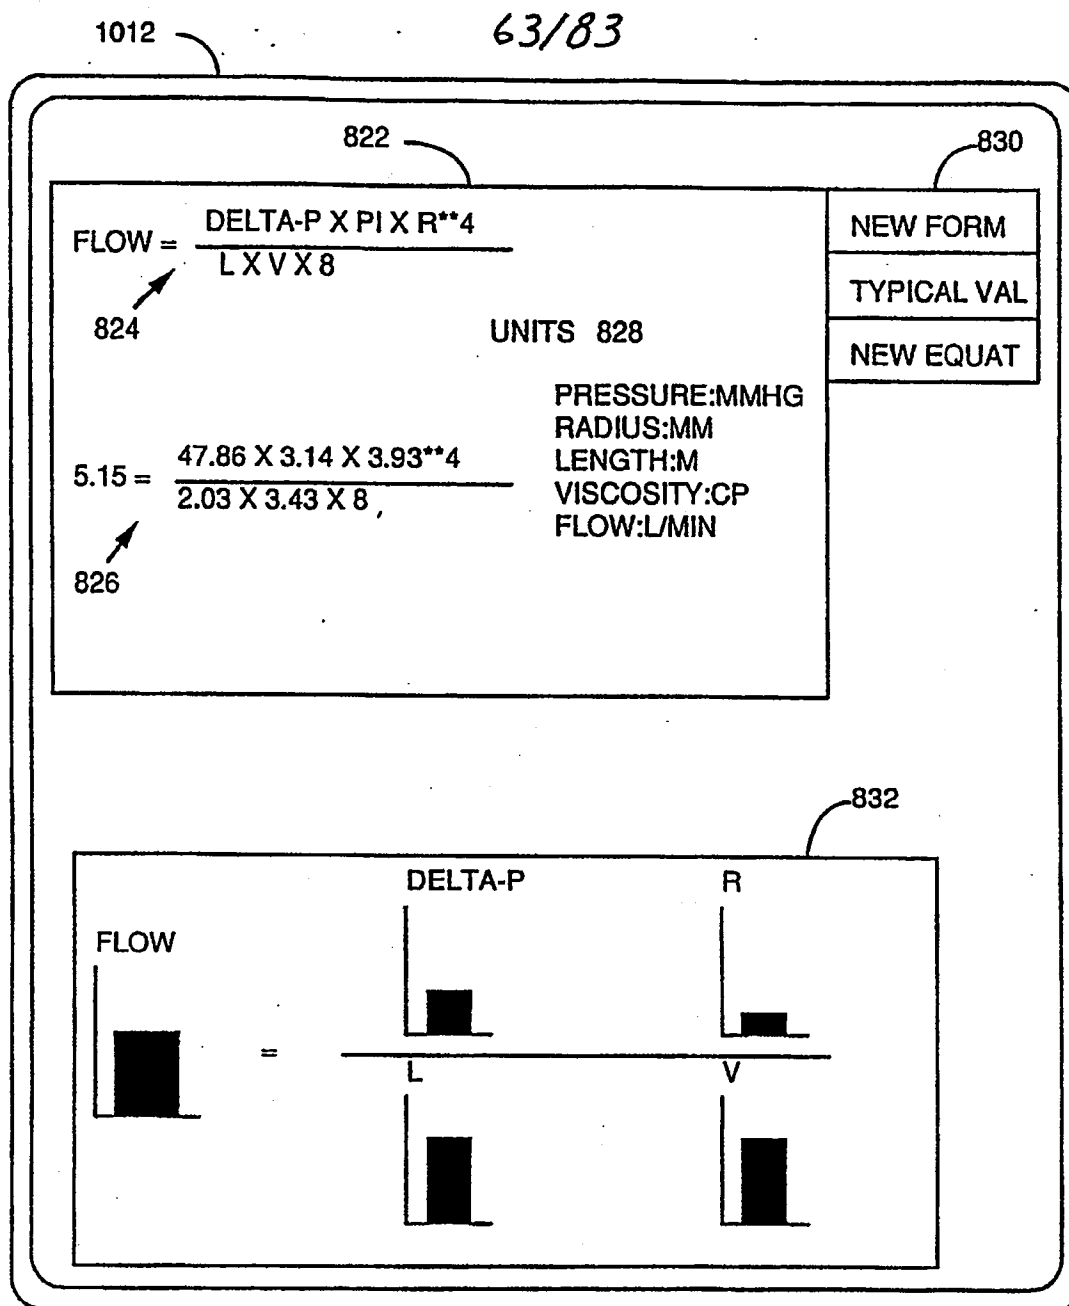 63/83
1012
822
830
FLOW = DELTA-P X PI X R**4
L X V X 8
824
UNITS 828
PRESSURE:MMHG
RADIUS:MM
LENGTH:M
VISCOSITY:CP
FLOW:L/MIN
5.15 = 47.86 X 3.14 X 3.93**4
2.03 X 3.43 X 8
826
NEW FORM
TYPICAL VAL
NEW EQUAT
832
FLOW
=
DELTA-P
R
L
V